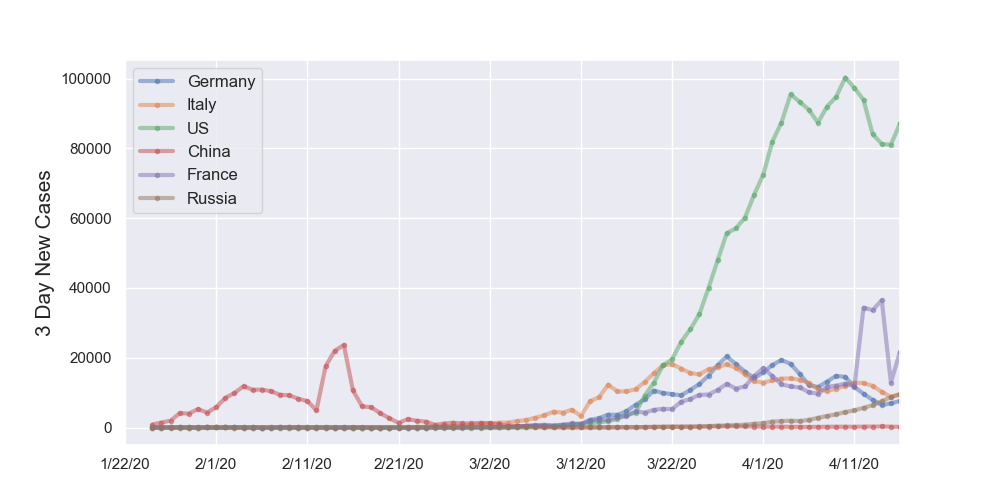 Germany
Italy
US
China
France
Russia
3 Day New Cases
100000
80000
60000
40000
20000
0
1/22/20 2/1/20 2/11/20 2/21/20 3/2/20 3/12/20 3/22/20 4/1/20 4/11/20